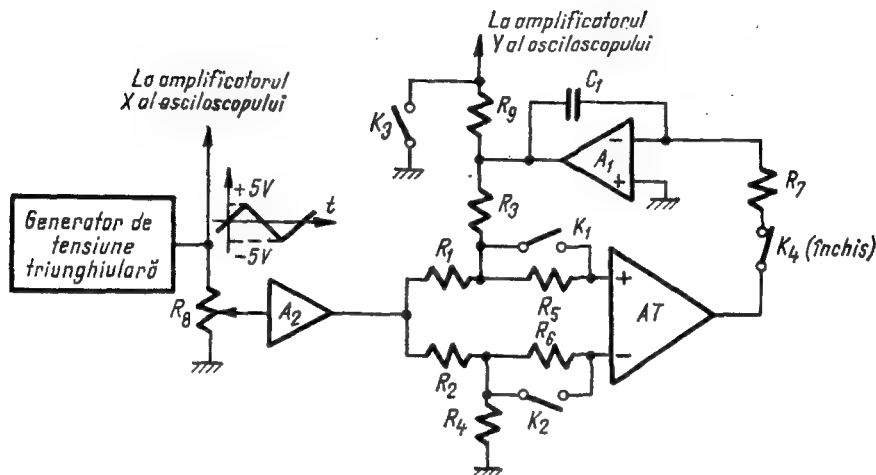 La amplificatorul
Y al osciloscopului
La amplificatorul
X al osciloscopului
K3
R9
C1
A1
-
+
R7
K4 (închis)
+5V
t
-5V
Generator de
tensiune
triunghiulară
R8
A2
R3
K1
R1
R5
+
AT
R6
-
R2
K2
R4